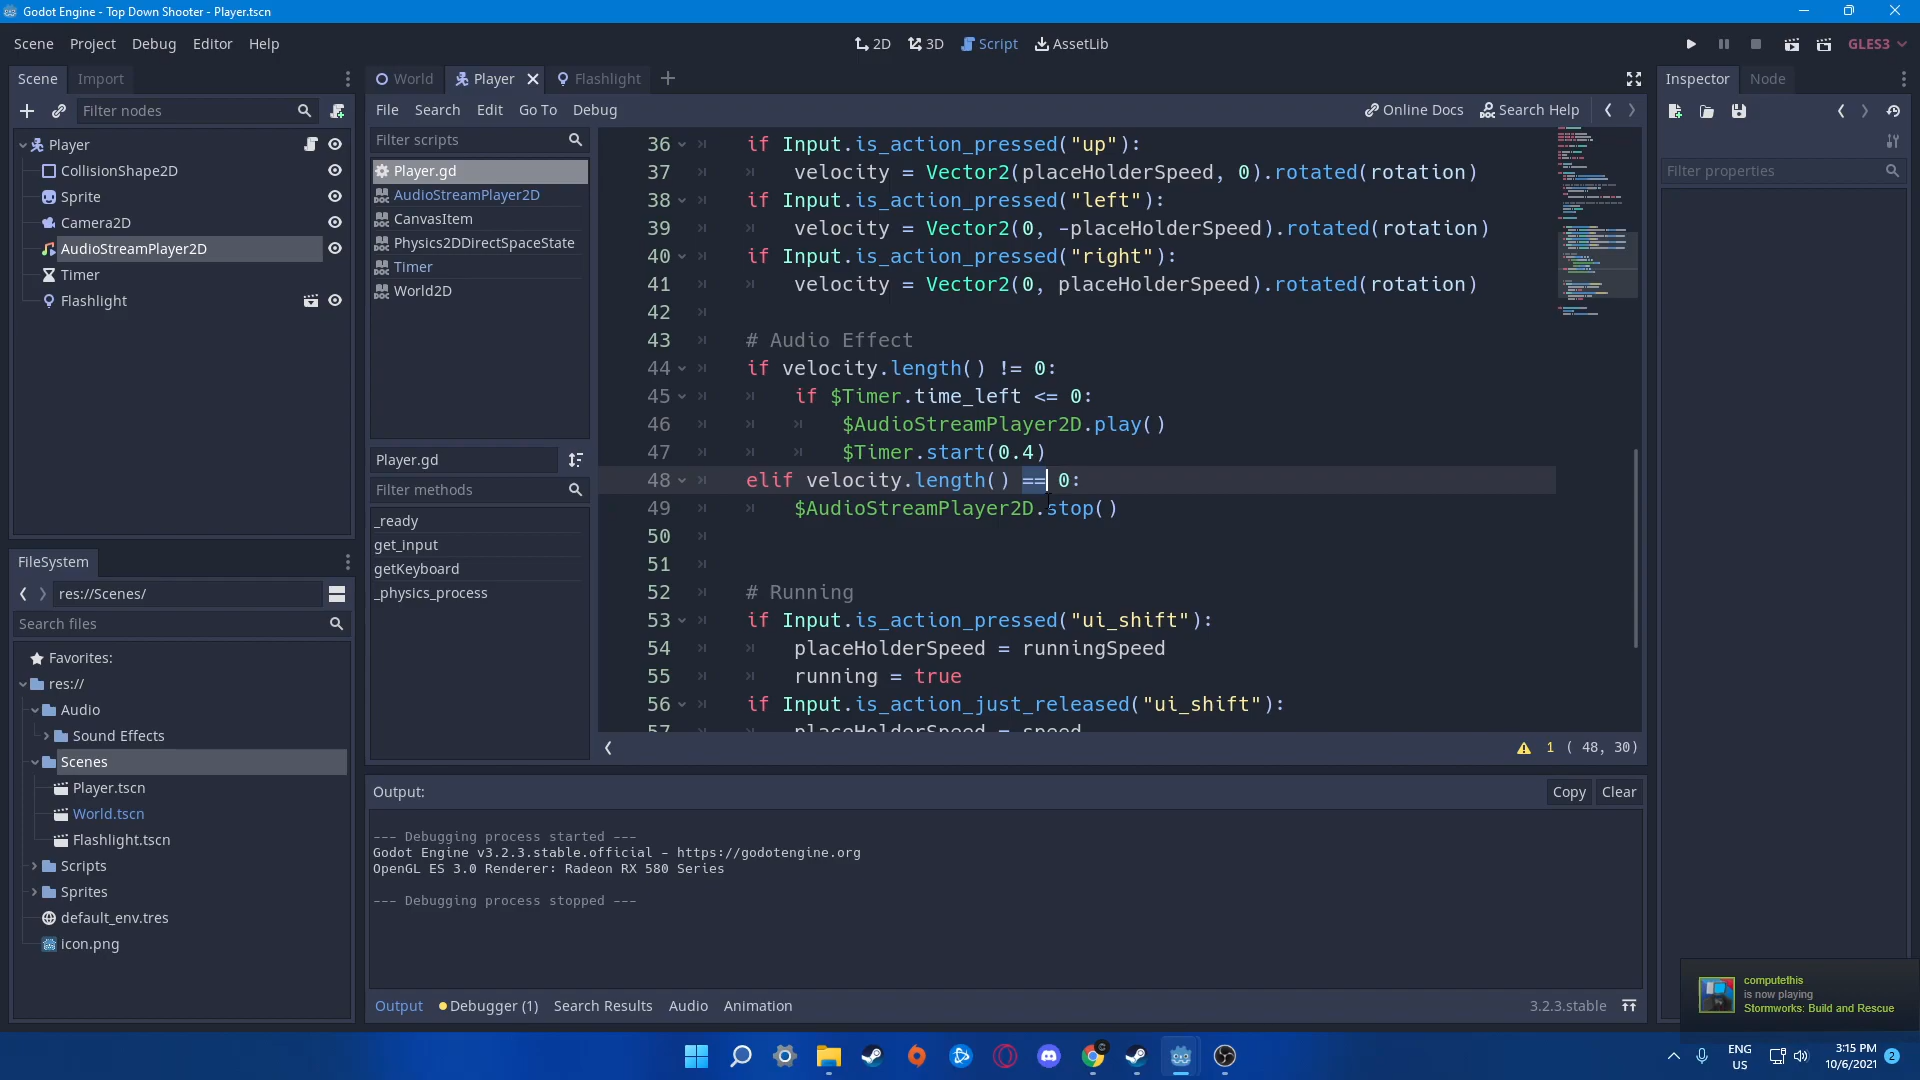 Godot Engine - Top Down Shooter - Player.tscn
Scene Project Debug Editor Help
2D 3D Script AssetLib
GLES3
Scene Import
Filter nodes
Player
CollisionShape2D
Sprite
Camera2D
AudioStreamPlayer2D
Timer
Flashlight
FileSystem
res://Scenes/
Search files
Favorites:
res://
Audio
Sound Effects
Scenes
Player.tscn
World.tscn
Flashlight.tscn
Scripts
Sprites
default_env.tres
icon.png
World Player Flashlight
File Search Edit Go To Debug
Online Docs Search Help
Filter scripts
Player.gd
AudioStreamPlayer2D
CanvasItem
Physics2DDirectSpaceState
Timer
World2D
Player.gd
Filter methods
_ready
get_input
getKeyboard
_physics_process
36 if Input.is_action_pressed("up"):
37 velocity = Vector2(placeHolderSpeed, 0).rotated(rotation)
38 if Input.is_action_pressed("left"):
39 velocity = Vector2(0, -placeHolderSpeed).rotated(rotation)
40 if Input.is_action_pressed("right"):
41 velocity = Vector2(0, placeHolderSpeed).rotated(rotation)
42
43 # Audio Effect
44 if velocity.length() != 0:
45 if $Timer.time_left <= 0:
46 $AudioStreamPlayer2D.play()
47 $Timer.start(0.4)
48 elif velocity.length() == 0:
49 $AudioStreamPlayer2D.stop()
50
51
52 # Running
53 if Input.is_action_pressed("ui_shift"):
54 placeHolderSpeed = runningSpeed
55 running = true
56 if Input.is_action_just_released("ui_shift"):
57 placeHolderSpeed = speed
1 ( 48, 30)
Output:
Copy Clear
--- Debugging process started ---
Godot Engine v3.2.3.stable.official - https://godotengine.org
OpenGL ES 3.0 Renderer: Radeon RX 580 Series
--- Debugging process stopped ---
Output Debugger (1) Search Results Audio Animation
3.2.3.stable
Inspector Node
Filter properties
computethis
is now playing
Stormworks: Build and Rescue
ENG
US
3:15 PM
10/6/2021
2